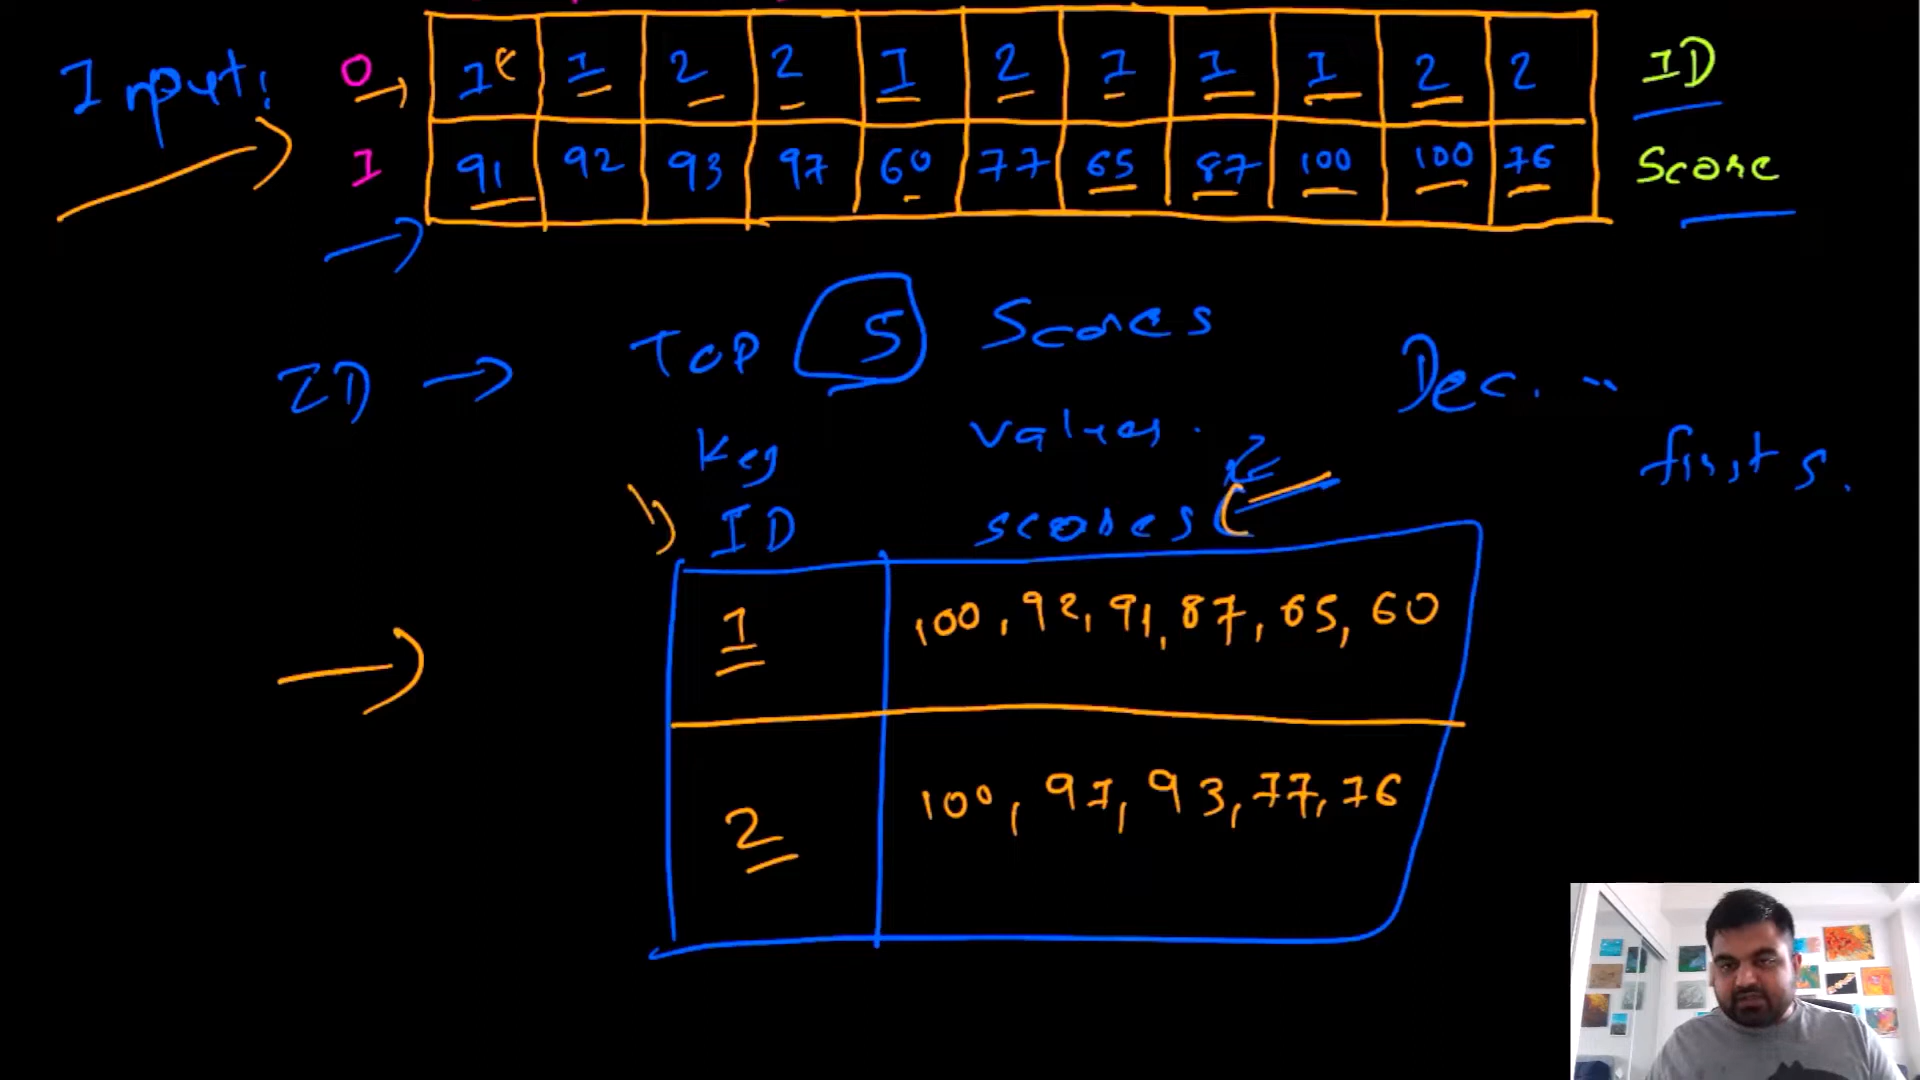 Input:
0 1 1 2 2 1 2 1 1 1 2 2 ID
1 91 92 93 97 60 77 65 87 100 100 76 Score
ID → Top 5 Scores
Dec. ..
first 5.
Key values.
ID scores
1 100, 92, 91, 87, 65, 60
2 100, 97, 93, 77, 76